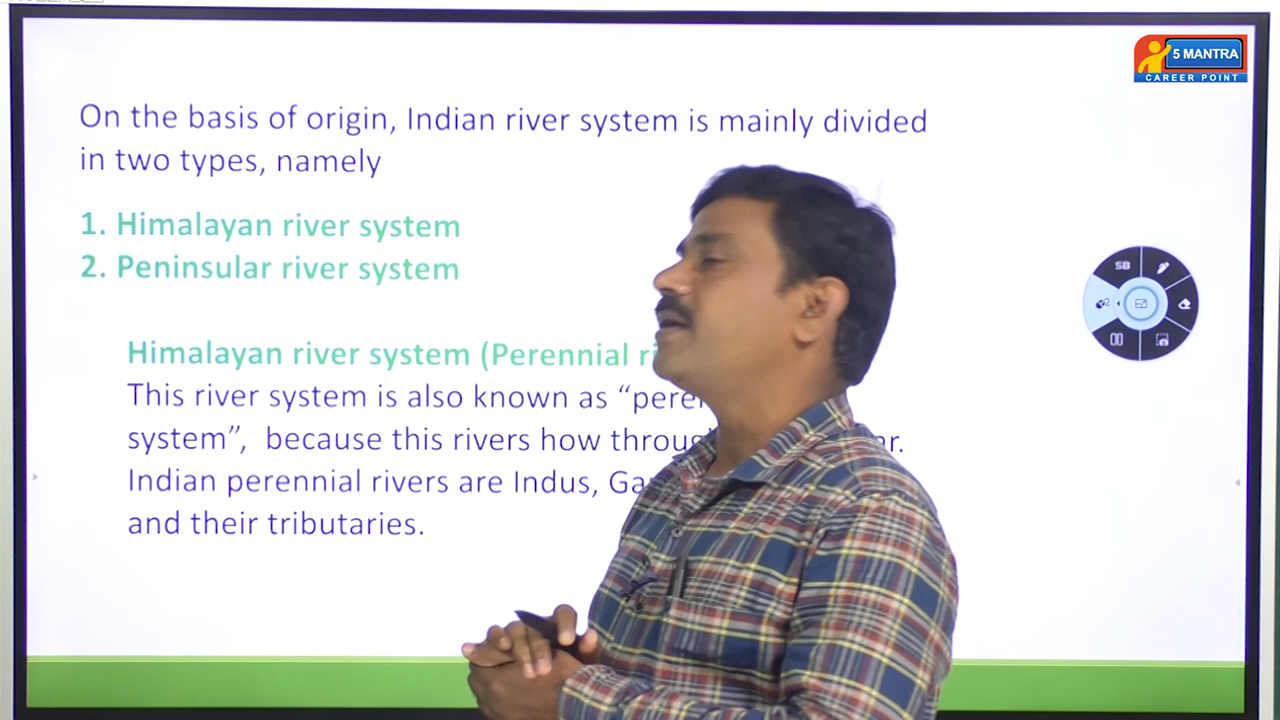 On the basis of origin, Indian river system is mainly divided
in two types, namely
1. Himalayan river system
2. Peninsular river system
Himalayan river system (Perennial
This river system is also known as “
system”, because this rivers how
Indian perennial rivers are Indus,
and their tributaries.
5 MANTRA
CAREER POINT
SB